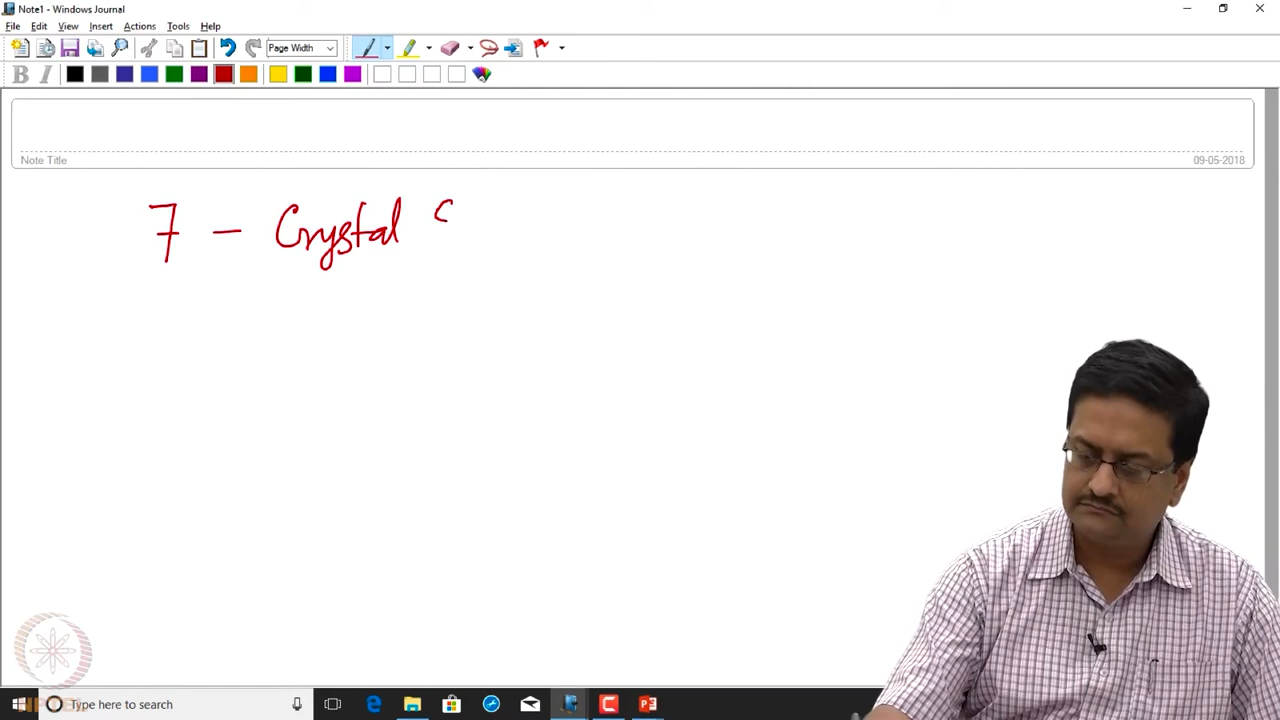 Note1 - Windows Journal
File Edit View Insert Actions Tools Help
Page Width
B I
Note Title
09-05-2018
7 - Crystal S
Type here to search